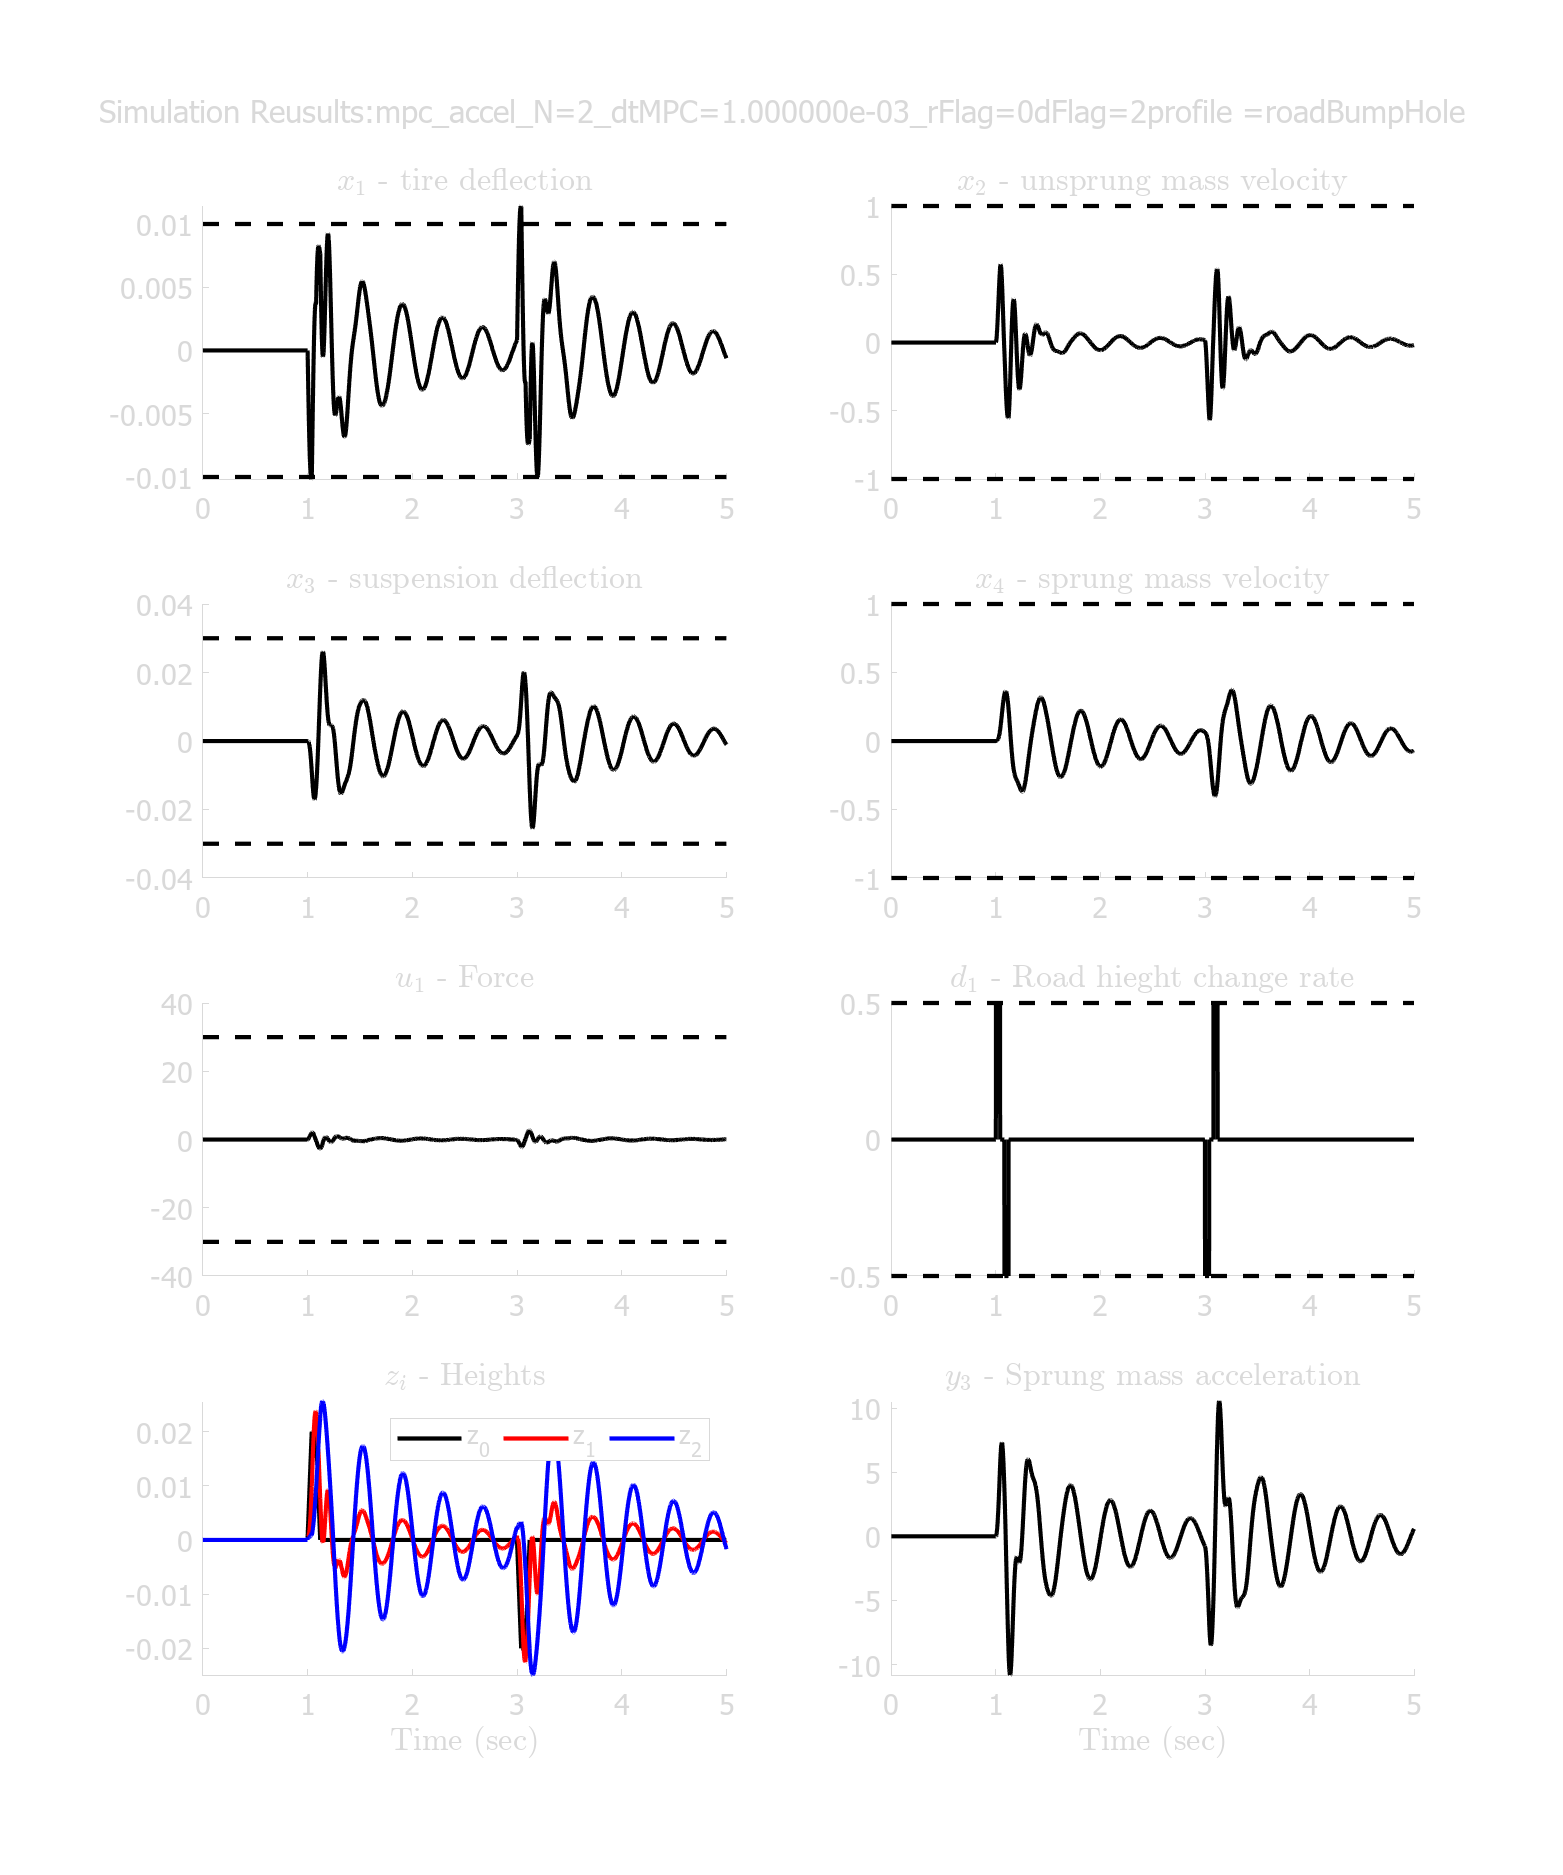 Simulation Reusults:mpc_accel_N=2_dtMPC=1.000000e-03_rFlag=0dFlag=2profile =roadBumpHole
x1 - tire deflection
0.01
0.005
0
-0.005
-0.01
0 1 2 3 4 5
x2 - unsprung mass velocity
1
0.5
0
-0.5
-1
0 1 2 3 4 5
x3 - suspension deflection
0.04
0.02
0
-0.02
-0.04
0 1 2 3 4 5
x4 - sprung mass velocity
1
0.5
0
-0.5
-1
0 1 2 3 4 5
u1 - Force
40
20
0
-20
-40
0 1 2 3 4 5
d1 - Road hieght change rate
0.5
0
-0.5
0 1 2 3 4 5
zi - Heights
z0 z1 z2
0.02
0.01
0
-0.01
-0.02
0 1 2 3 4 5
Time (sec)
y3 - Sprung mass acceleration
10
5
0
-5
-10
0 1 2 3 4 5
Time (sec)